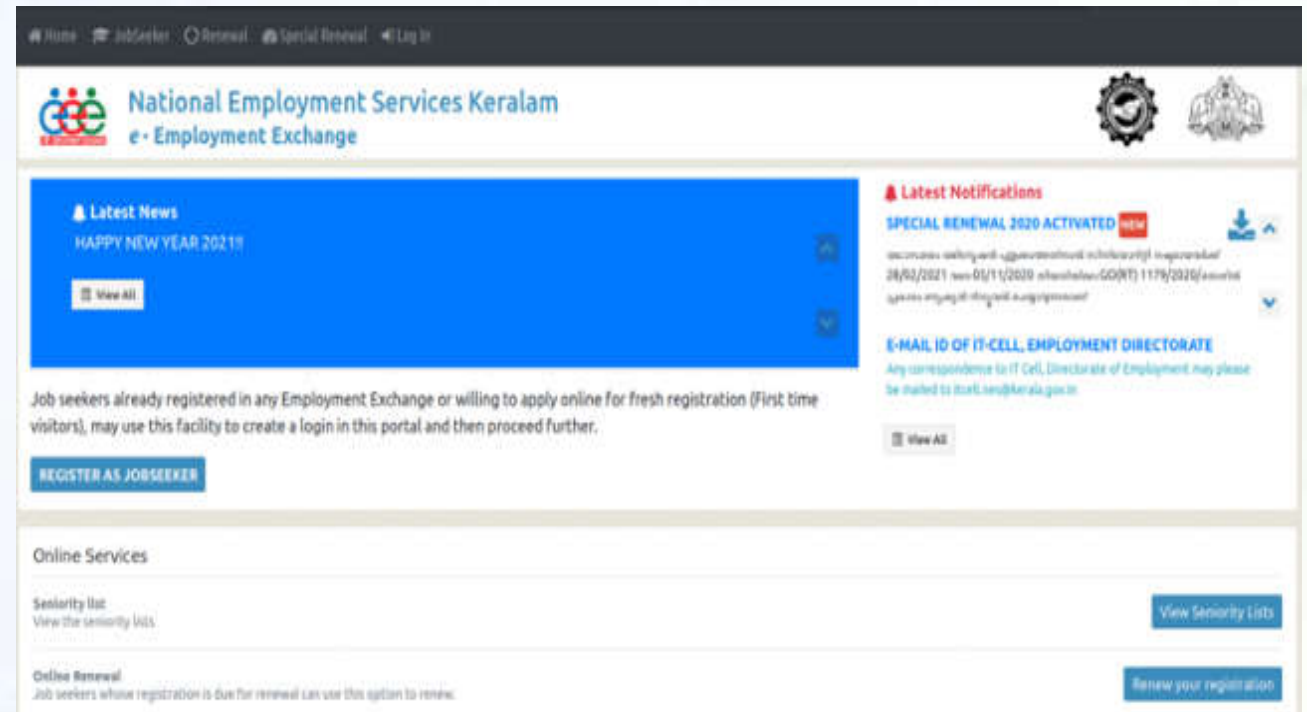 Home JobSeeker Renewal Special Renewal Log In
National Employment Services Keralam
e - Employment Exchange
Latest News
HAPPY NEW YEAR 2021!!
View All
Latest Notifications
SPECIAL RENEWAL 2020 ACTIVATED NEW
28/02/2021 03/11/2020 GO(RT) 1179/2020/
E-MAIL ID OF IT-CELL, EMPLOYMENT DIRECTORATE
Any correspondence to IT Cell, Directorate of Employment may please
be mailed to itcell.nes@kerala.gov.in
View All
Job seekers already registered in any Employment Exchange or willing to apply online for fresh registration (First time
visitors), may use this facility to create a login in this portal and then proceed further.
REGISTER AS JOBSEEKER
Online Services
Seniority list
View the seniority lists
View Seniority Lists
Online Renewal
Job seekers whose registration is due for renewal can use this option to renew.
Renew your registration